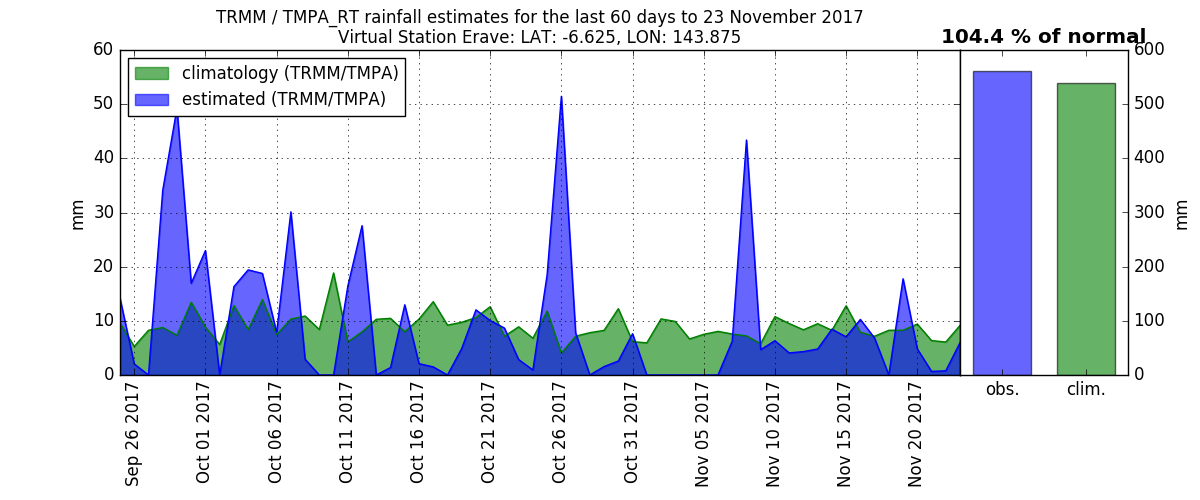 TRMM / TMPA_RT rainfall estimates for the last 60 days to 23 November 2017
Virtual Station Erave: LAT: -6.625, LON: 143.875
104.4 % of normal
climatology (TRMM/TMPA)
estimated (TRMM/TMPA)
60
50
40
30
20
10
0
mm
Sep 26 2017
Oct 01 2017
Oct 06 2017
Oct 11 2017
Oct 16 2017
Oct 21 2017
Oct 26 2017
Oct 31 2017
Nov 05 2017
Nov 10 2017
Nov 15 2017
Nov 20 2017
obs.
clim.
600
500
400
300
200
100
0
mm